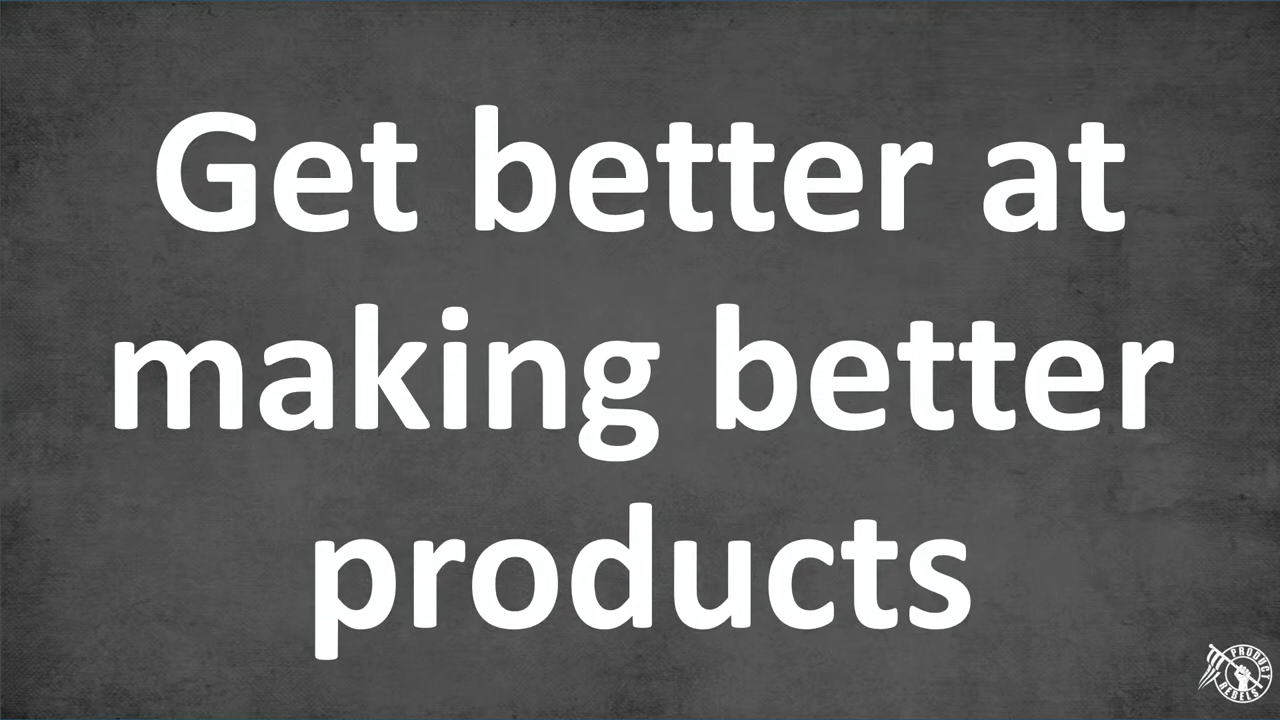 Get better at
making better
products
PRODUCT
REBELS